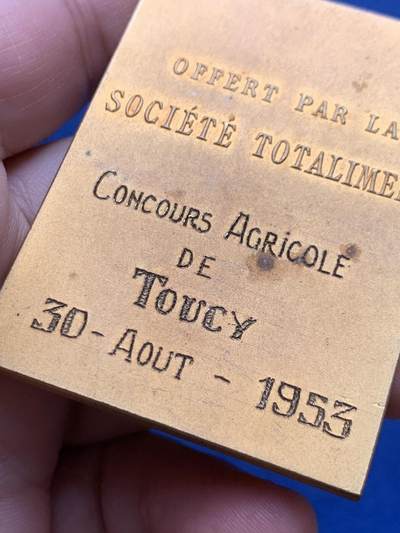 OFFERT PAR LA
SOCIÉTÉ TOTALIME
CONCOURS AGRICOLE
DE
TOUCY
30 - AOUT - 1953